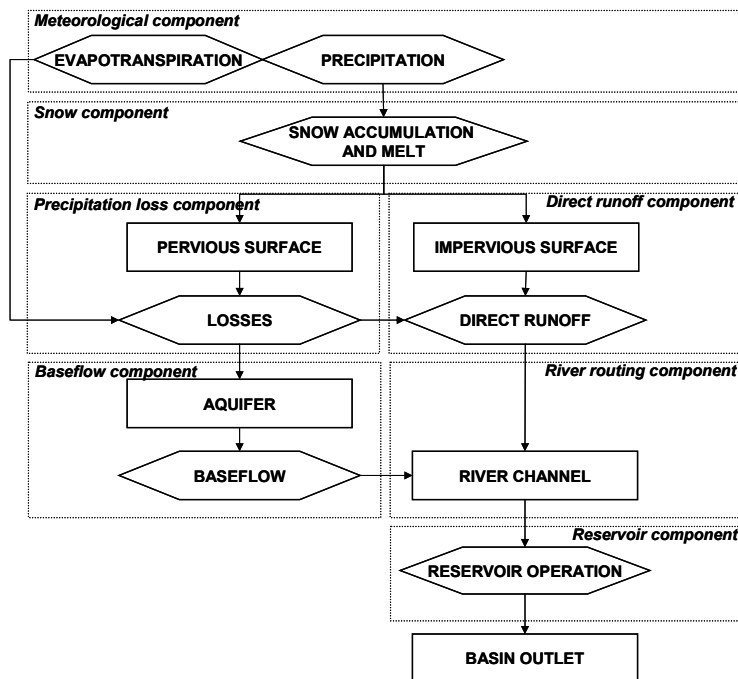 Meteorological component
EVAPOTRANSPIRATION
PRECIPITATION
Snow component
SNOW ACCUMULATION
AND MELT
Precipitation loss component
Direct runoff component
PERVIOUS SURFACE
IMPERVIOUS SURFACE
LOSSES
DIRECT RUNOFF
Baseflow component
River routing component
AQUIFER
BASEFLOW
RIVER CHANNEL
Reservoir component
RESERVOIR OPERATION
BASIN OUTLET